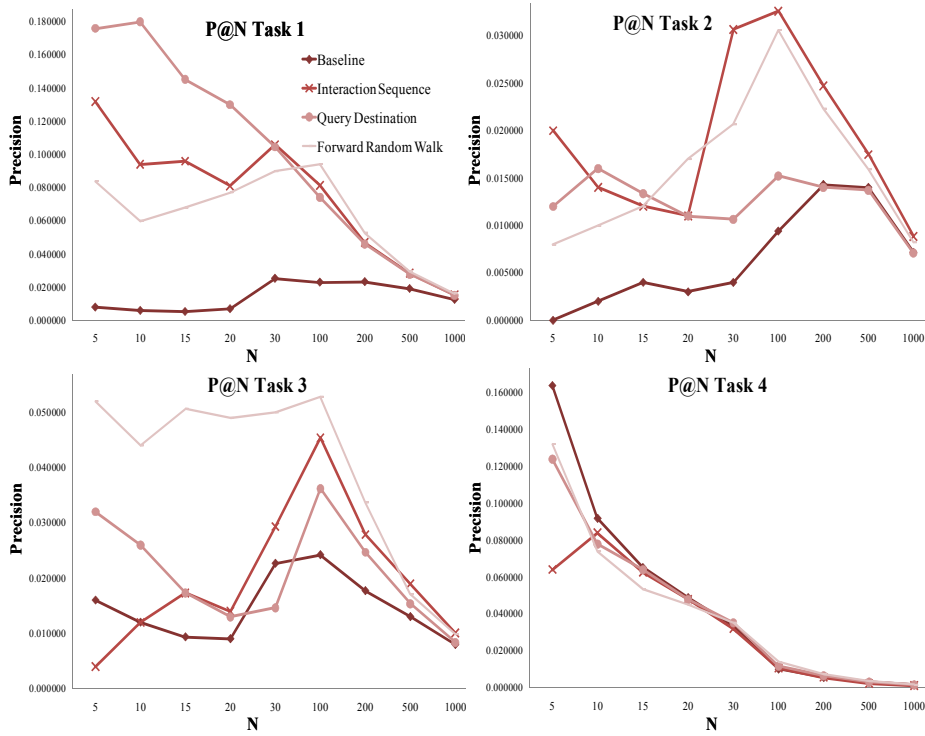 P@N Task 1
0.180000
0.160000
0.140000
0.120000
0.100000
0.080000
0.060000
0.040000
0.020000
0.000000
Precision
Baseline
Interaction Sequence
Query Destination
Forward Random Walk
5 10 15 20 30 100 200 500 1000
N
P@N Task 2
0.030000
0.025000
0.020000
0.015000
0.010000
0.005000
0.000000
Precision
5 10 15 20 30 100 200 500 1000
N
P@N Task 3
0.050000
0.040000
0.030000
0.020000
0.010000
0.000000
Precision
5 10 15 20 30 100 200 500 1000
N
P@N Task 4
0.160000
0.140000
0.120000
0.100000
0.080000
0.060000
0.040000
0.020000
0.000000
Precision
5 10 15 20 30 100 200 500 1000
N